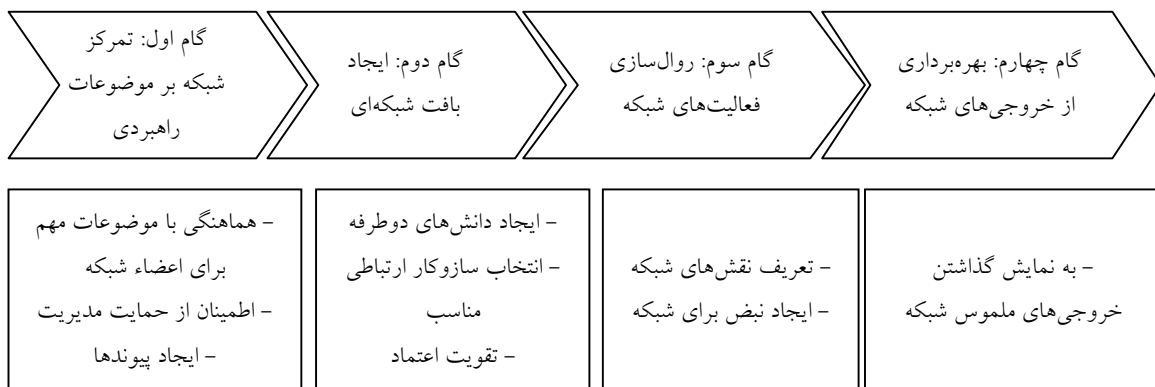 گام اول: تمرکز
شبکه بر موضوعات
راهبردی
گام دوم: ایجاد
بافت شبکه‌ای
گام سوم: روال‌سازی
فعالیت‌های شبکه
گام چهارم: بهره‌برداری
از خروجی‌های شبکه
- هماهنگی با موضوعات مهم
برای اعضاء شبکه
- اطمینان از حمایت مدیریت
- ایجاد پیوندها
- ایجاد دانش‌های دوطرفه
- انتخاب سازوکار ارتباطی
مناسب
- تقویت اعتماد
- تعریف نقش‌های شبکه
- ایجاد نبض برای شبکه
- به نمایش گذاشتن
خروجی‌های ملموس شبکه